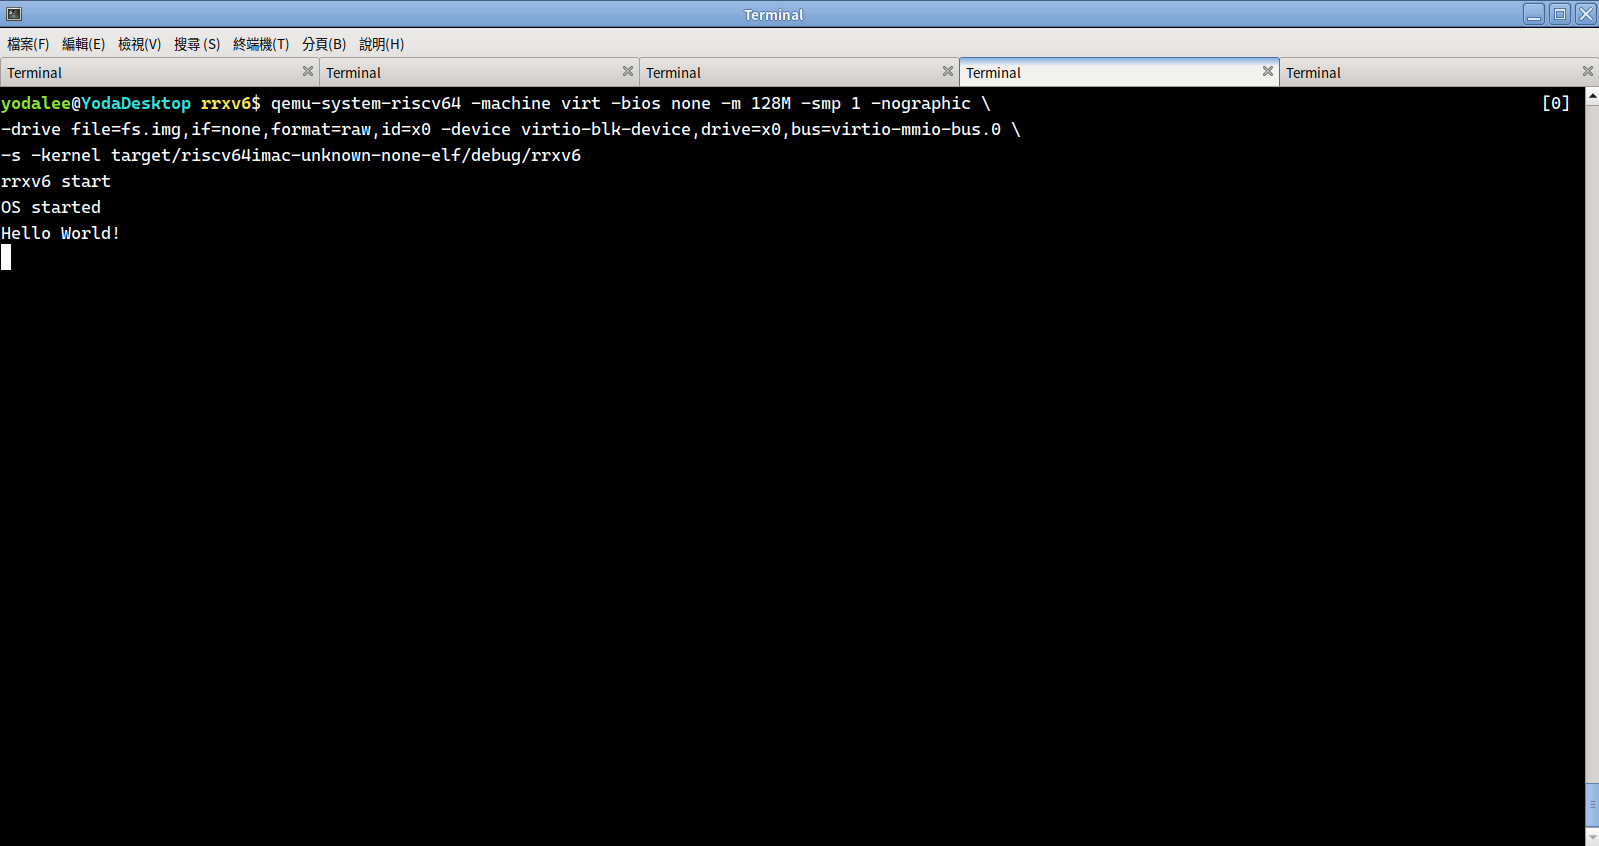 Terminal
檔案(F) 編輯(E) 檢視(V) 搜尋 (S) 終端機(T) 分頁(B) 說明(H)
Terminal Terminal Terminal Terminal Terminal
yodalee@YodaDesktop rrxv6$ qemu-system-riscv64 -machine virt -bios none -m 128M -smp 1 -nographic \ [0]
-drive file=fs.img,if=none,format=raw,id=x0 -device virtio-blk-device,drive=x0,bus=virtio-mmio-bus.0 \
-s -kernel target/riscv64imac-unknown-none-elf/debug/rrxv6
rrxv6 start
OS started
Hello World!